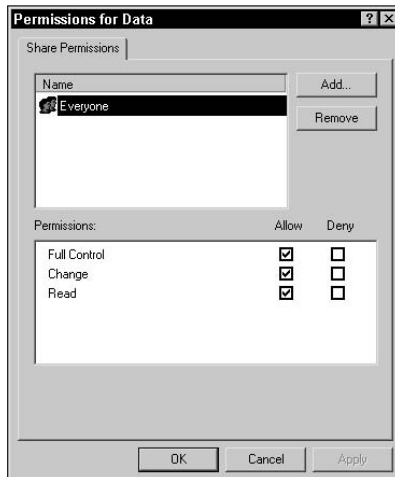 Permissions for Data
Share Permissions
Name
Add...
Everyone
Remove
Permissions: Allow Deny
Full Control
Change
Read
OK Cancel Apply